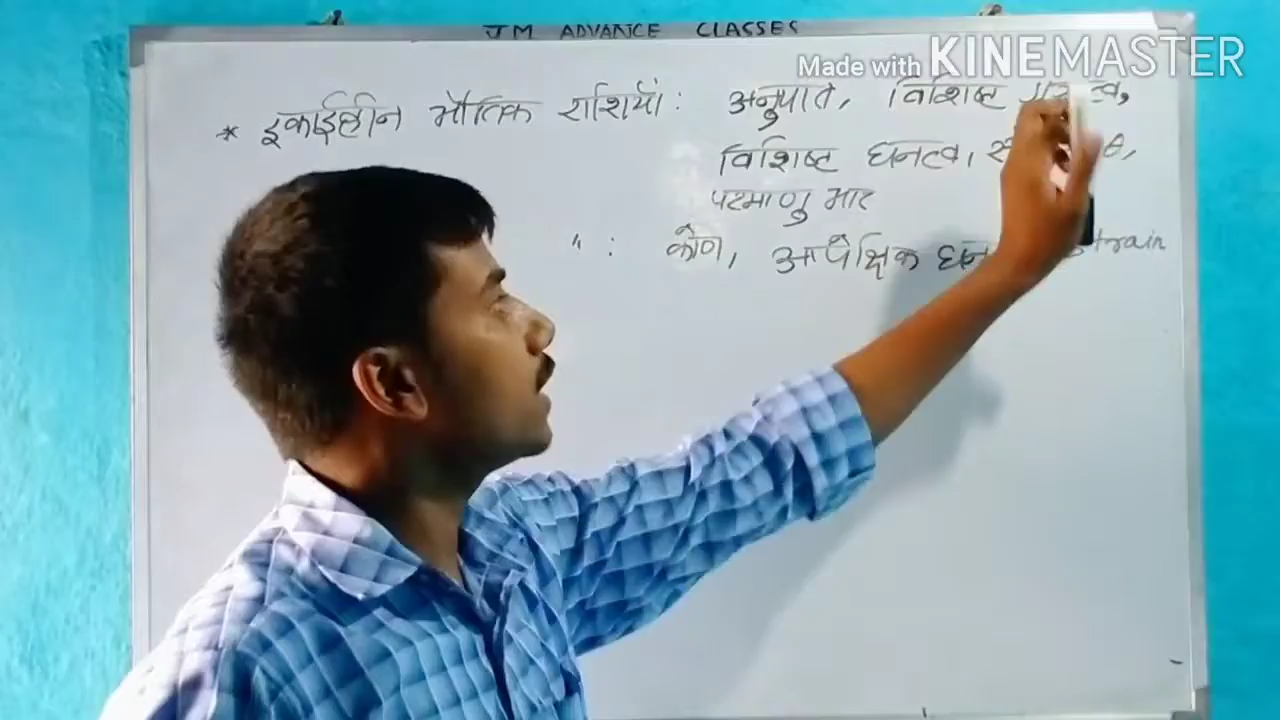 JM ADVANCE CLASSES
Made with KINEMASTER
* इकाईहीन भौतिक राशियाँ : अनुपात, विशिष्ट
विशिष्ट घनत्व,
परमाणु भार
" : कोण, आपेक्षिक